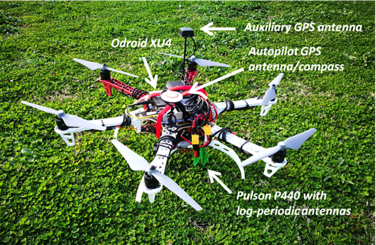 Auxiliary GPS antenna
Odroid XU4
Autopilot GPS
antenna/compass
Pulson P440 with
log-periodic antennas